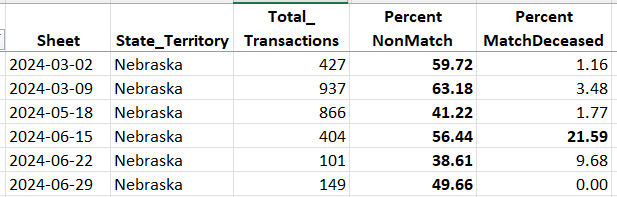 Total_ Percent Percent
Sheet State_Territory Transactions NonMatch MatchDeceased
2024-03-02 Nebraska 427 59.72 1.16
2024-03-09 Nebraska 937 63.18 3.48
2024-05-18 Nebraska 866 41.22 1.77
2024-06-15 Nebraska 404 56.44 21.59
2024-06-22 Nebraska 101 38.61 9.68
2024-06-29 Nebraska 149 49.66 0.00